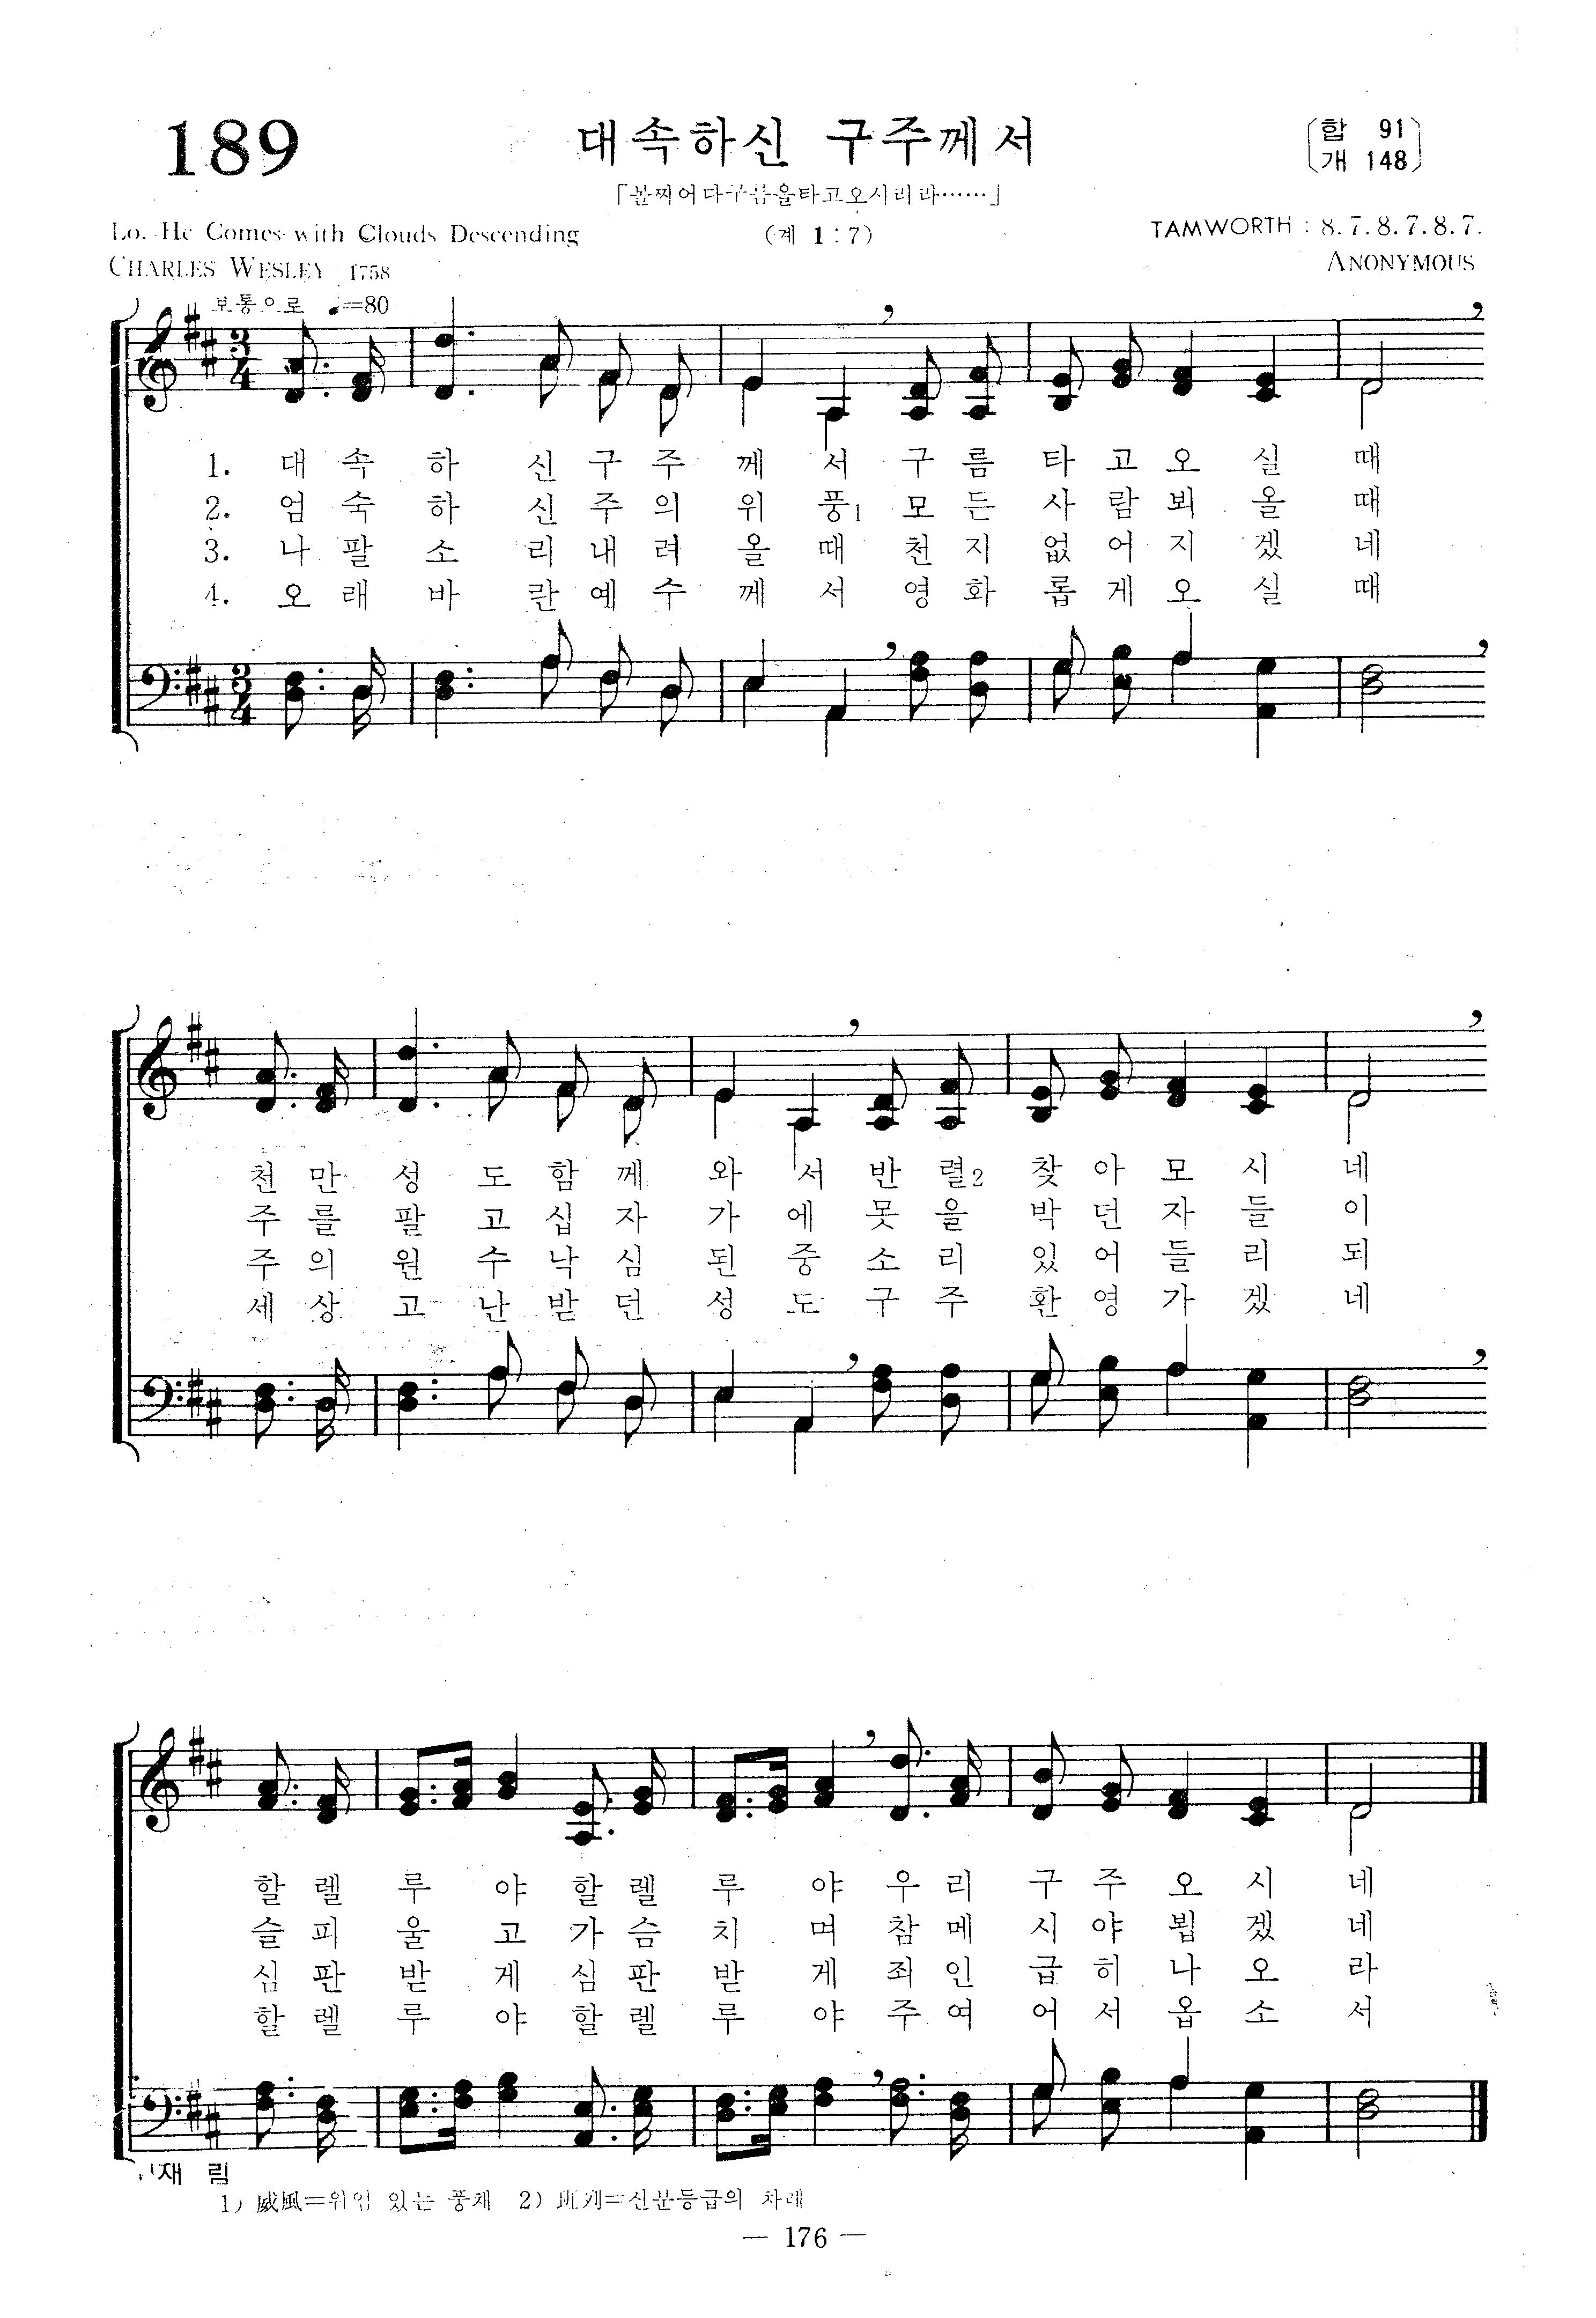 189
대속하신 구주께서
합 91
개 148
「볼찌어다구름을타고오시리라……」
Lo, He Comes with Clouds Descending
(계 1:7)
TAMWORTH : 8. 7. 8. 7. 8. 7.
CHARLES WESLEY 1758
ANONYMOUS
보통으로 ♩=80
1. 대 속 하 신 구 주 께 서 구 름 타 고 오 실 때
2. 엄 숙 하 신 주 의 위 풍1 모 든 사 람 뵈 올 때
3. 나 팔 소 리 내 려 올 때 천 지 없 어 지 겠 네
4. 오 래 바 란 예 수 께 서 영 화 롭 게 오 실 때
천 만 성 도 함 께 와 서 반 렬2 찾 아 모 시 네
주 를 팔 고 십 자 가 에 못 을 박 던 자 들 이
주 의 원 수 낙 심 된 중 소 리 있 어 들 리 되
세 상 고 난 받 던 성 도 구 주 환 영 가 겠 네
할 렐 루 야 할 렐 루 야 우 리 구 주 오 시 네
슬 피 울 고 가 슴 치 며 참 메 시 야 뵙 겠 네
심 판 받 게 심 판 받 게 죄 인 급 히 나 오 라
할 렐 루 야 할 렐 루 야 주 여 어 서 옵 소 서
재 림
1) 威風=위엄 있는 풍채 2) 班列=신분등급의 차례
— 176 —